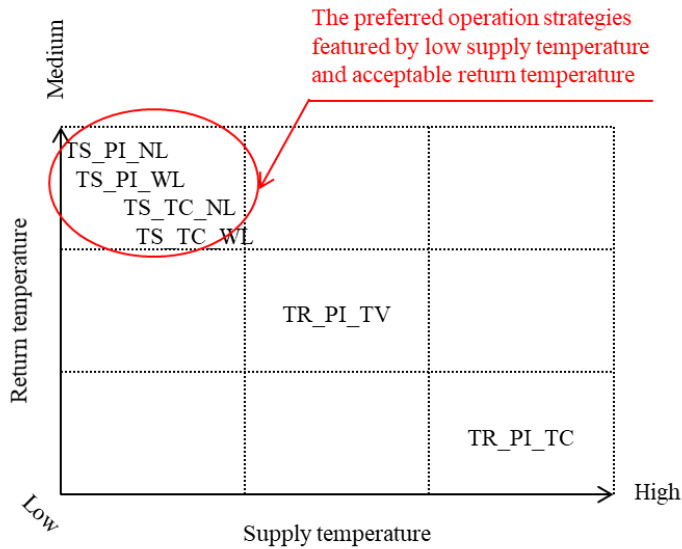 The preferred operation strategies
featured by low supply temperature
and acceptable return temperature
Medium
TS_PI_NL
TS_PI_WL
TS_TC_NL
TS_TC_WL
Return temperature
TR_PI_TV
TR_PI_TC
Low
High
Supply temperature